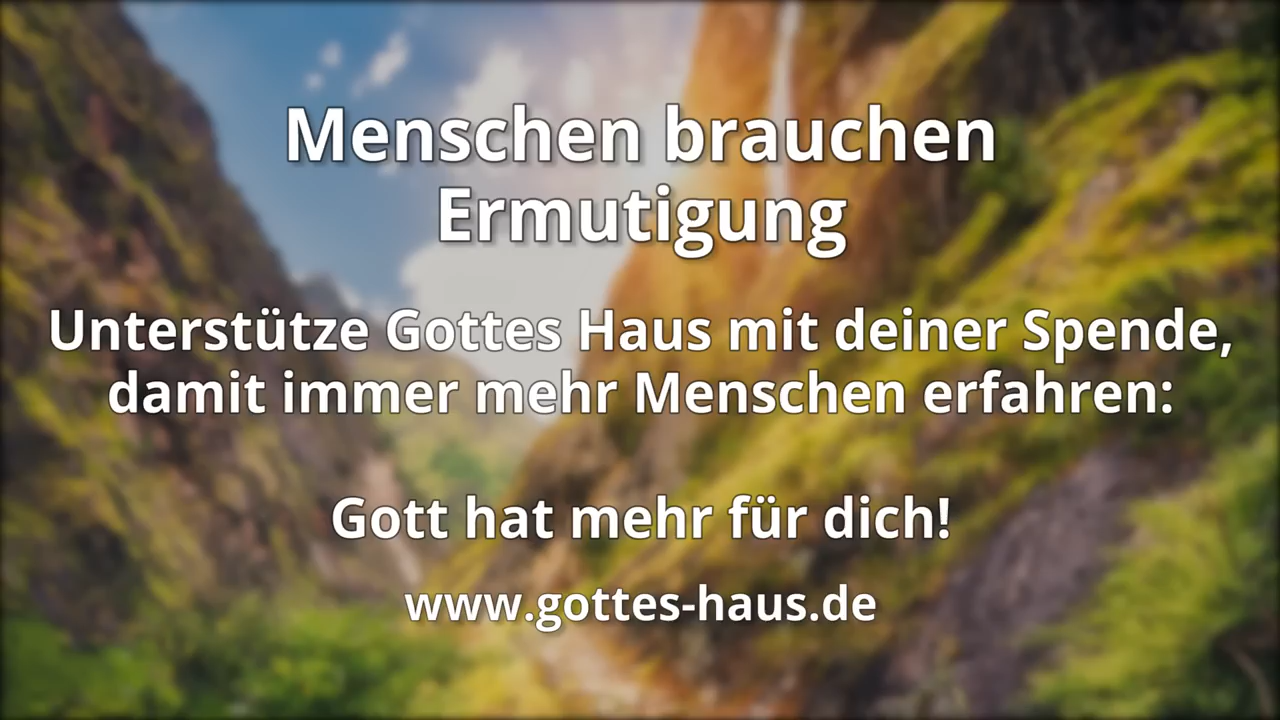 Menschen brauchen
Ermutigung
Unterstütze Gottes Haus mit deiner Spende,
damit immer mehr Menschen erfahren:
Gott hat mehr für dich!
www.gottes-haus.de